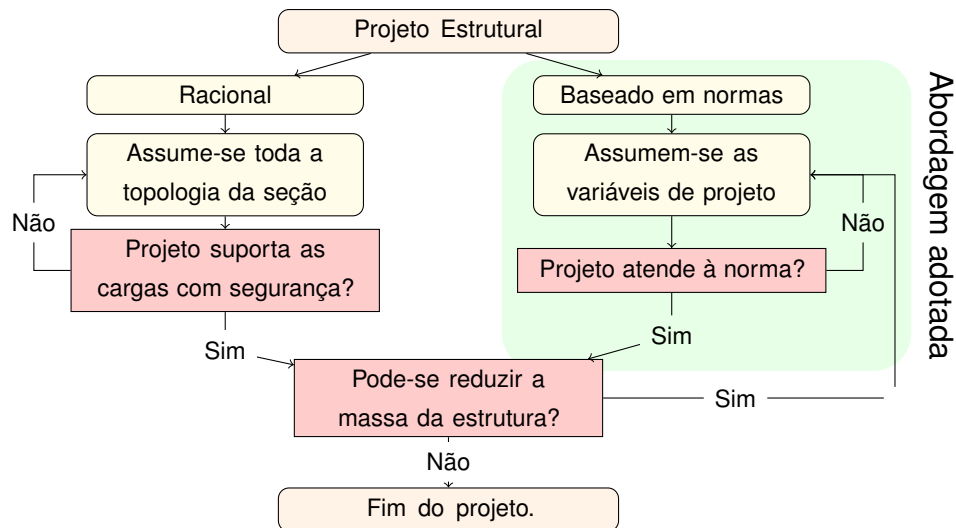 Projeto Estrutural
Racional
Baseado em normas
Assume-se toda a
topologia da seção
Assumem-se as
variáveis de projeto
Não
Não
Projeto suporta as
cargas com segurança?
Projeto atende à norma?
Sim
Sim
Pode-se reduzir a
massa da estrutura?
Sim
Não
Fim do projeto.
Abordagem adotada